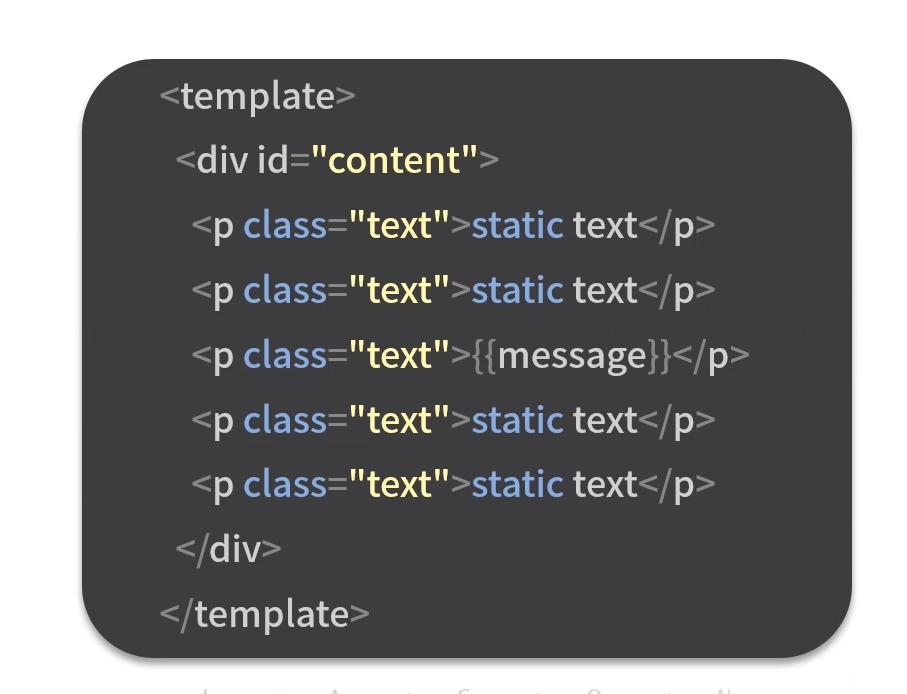 <template>
<div id="content">
<p class="text">static text</p>
<p class="text">static text</p>
<p class="text">{{message}}</p>
<p class="text">static text</p>
<p class="text">static text</p>
</div>
</template>